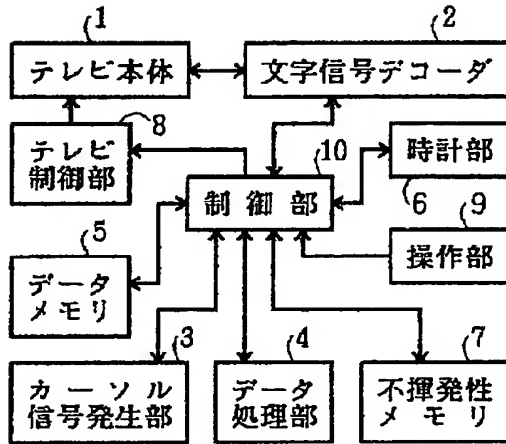 1
2
テレビ本体
文字信号デコーダ
8
10
テレビ
制御部
時計部
制御部
6
9
5
操作部
データ
メモリ
3
4
7
カーソル
信号発生部
データ
処理部
不揮発性
メモリ